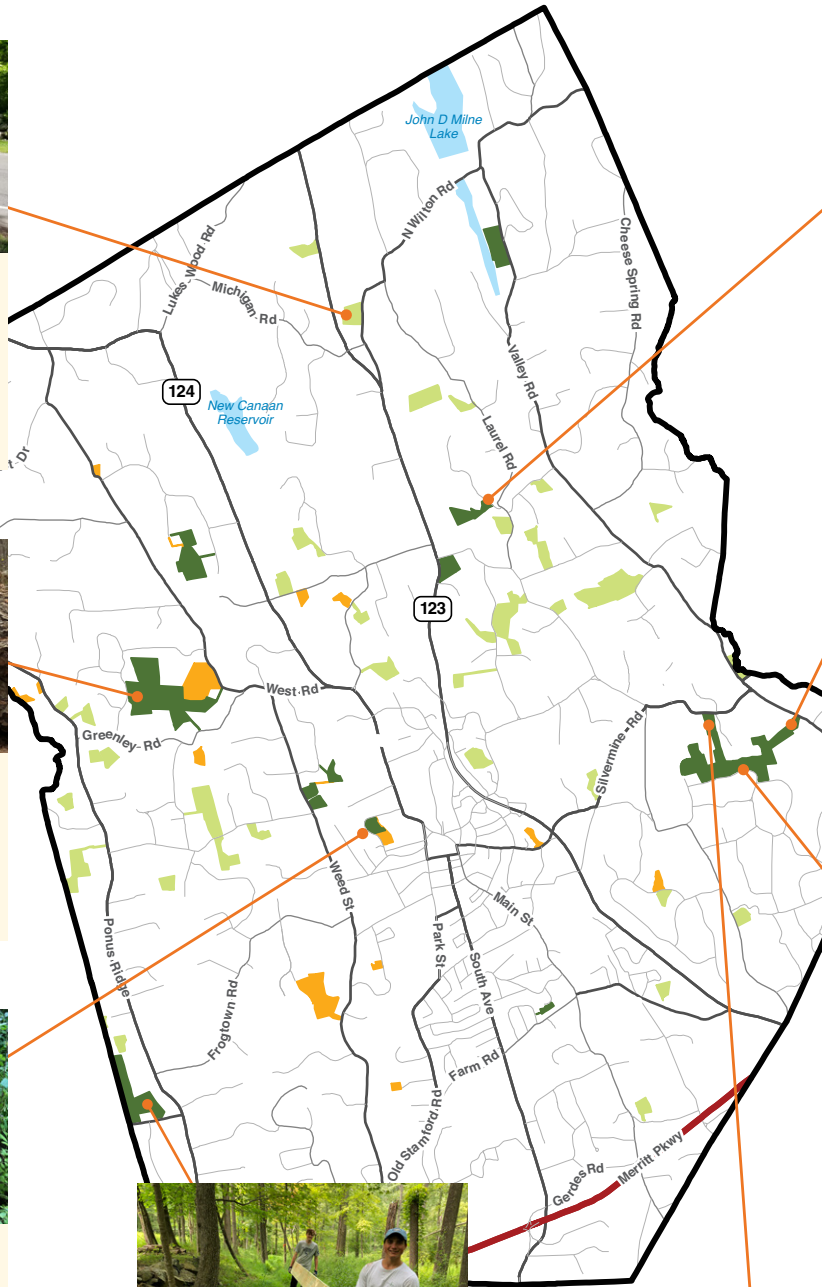 John D Milne
Lake
N Wilton Rd
Cheese Spring Rd
Lukes Wood Rd
Michigan Rd
Valley Rd
124
New Canaan
Reservoir
Laurel Rd
t Dr
123
West Rd
Greenley Rd
Silvermine Rd
Weed St
Main St
Ponus Ridge
Park St
South Ave
Frogtown Rd
Farm Rd
Old Stamford Rd
Merritt Pkwy
Gerdes Rd